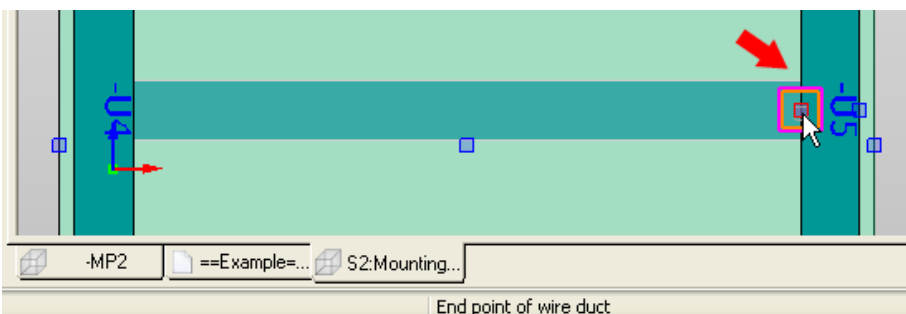 -U4
-U5
-MP2
==Example=...
S2:Mounting...
End point of wire duct